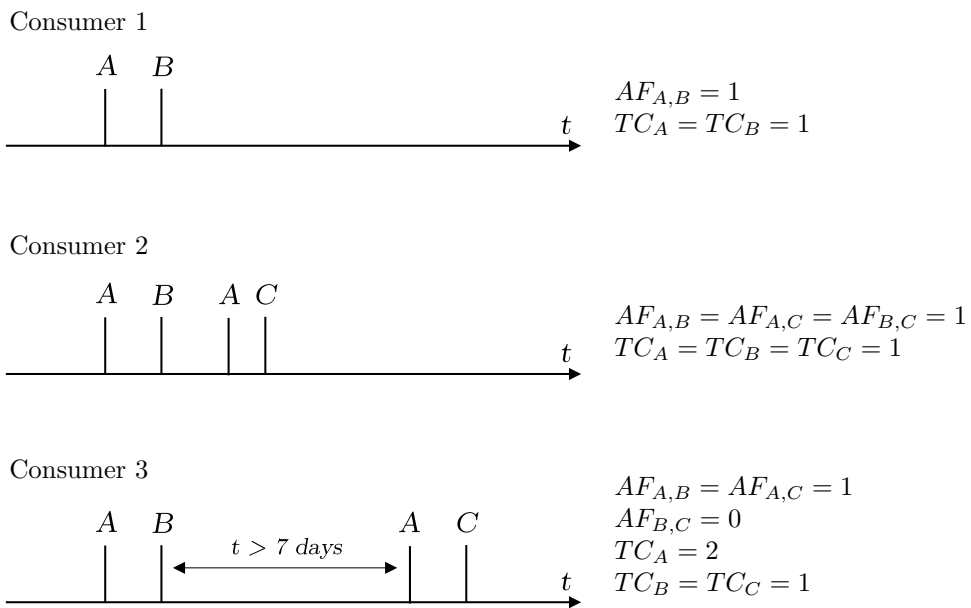 Consumer 1
A B
t
AF_{A,B} = 1
TC_A = TC_B = 1
Consumer 2
A B A C
t
AF_{A,B} = AF_{A,C} = AF_{B,C} = 1
TC_A = TC_B = TC_C = 1
Consumer 3
A B A C
t > 7 days
t
AF_{A,B} = AF_{A,C} = 1
AF_{B,C} = 0
TC_A = 2
TC_B = TC_C = 1